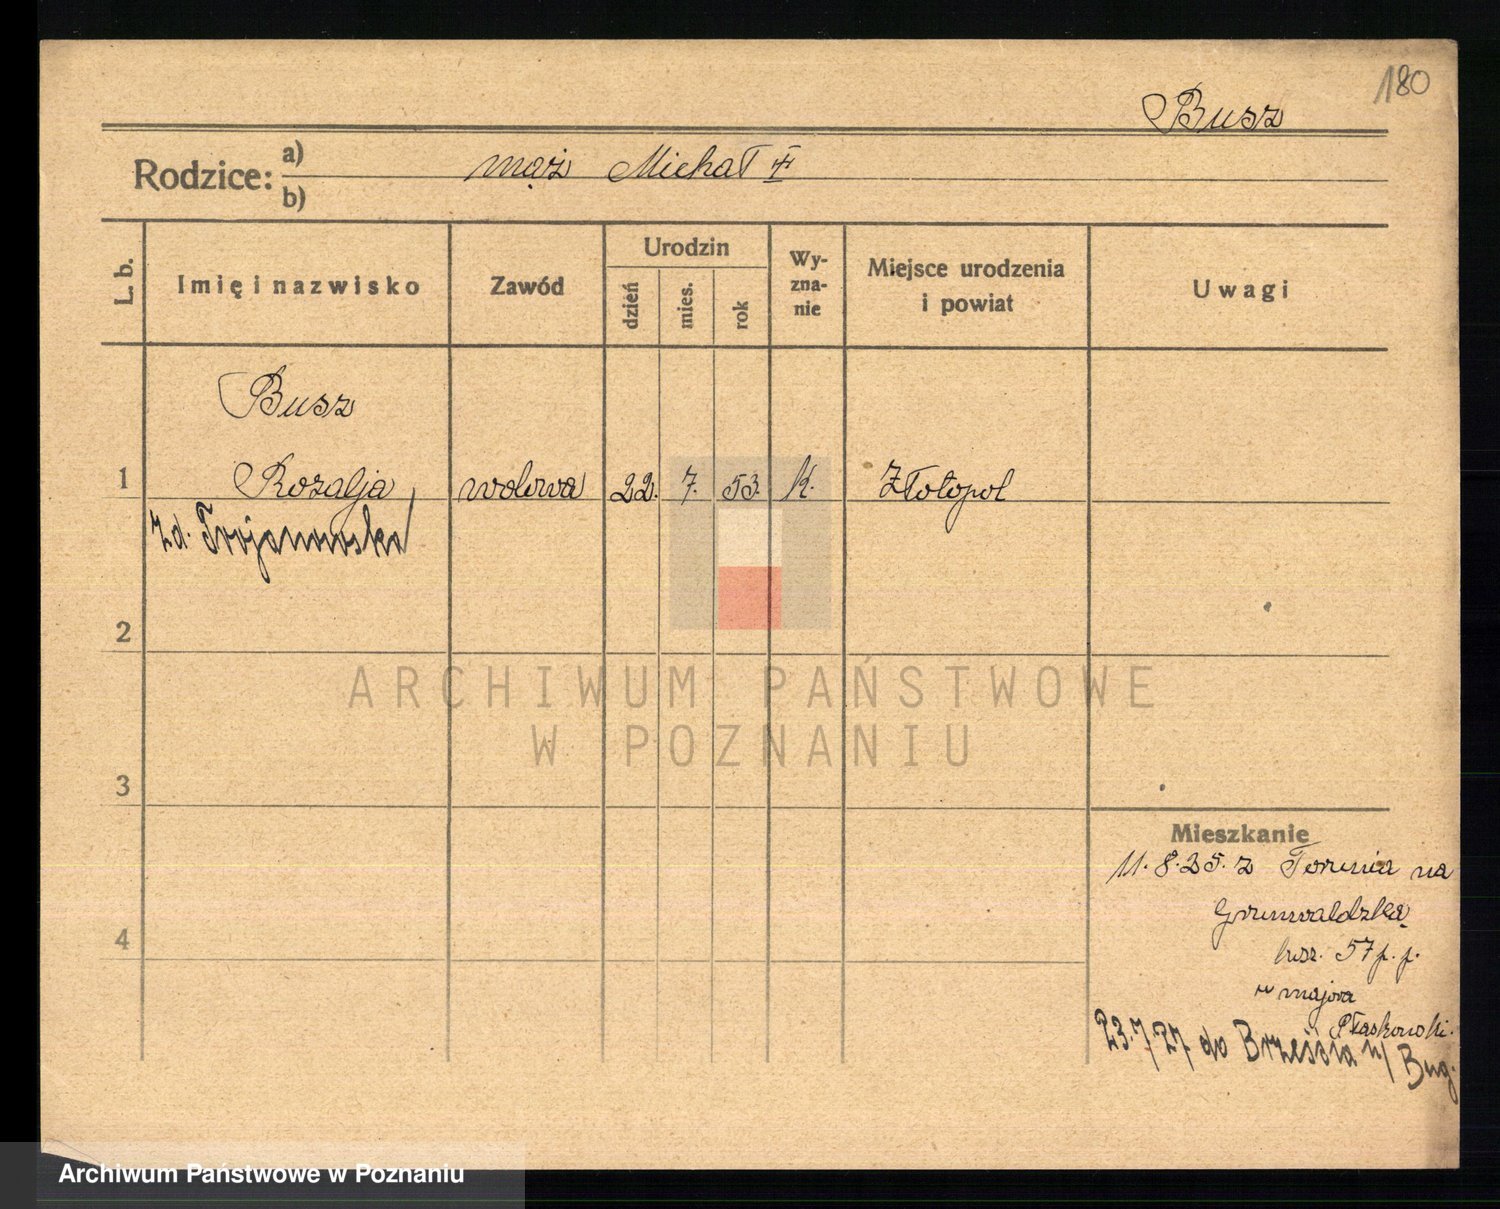 180
Busz
Rodzice: a) mąż Michał
b)
L. b.
Imię i nazwisko
Zawód
Urodzin
dzień
mies.
rok
Wy-
zna-
nie
Miejsce urodzenia
i powiat
Uwagi
Busz
1 Rozalja wdowa 22. 7. 53. K. Złotopol
zd. Trojanowska
2
3
4
Mieszkanie
11.8.25. z Torunia na
Grunwaldzką
kosz. 57 p. p.
u majora
Płaskowski.
23.7.27. do Brześcia n/ Bug.
ARCHIWUM PAŃSTWOWE
W POZNANIU
Archiwum Państwowe w Poznaniu